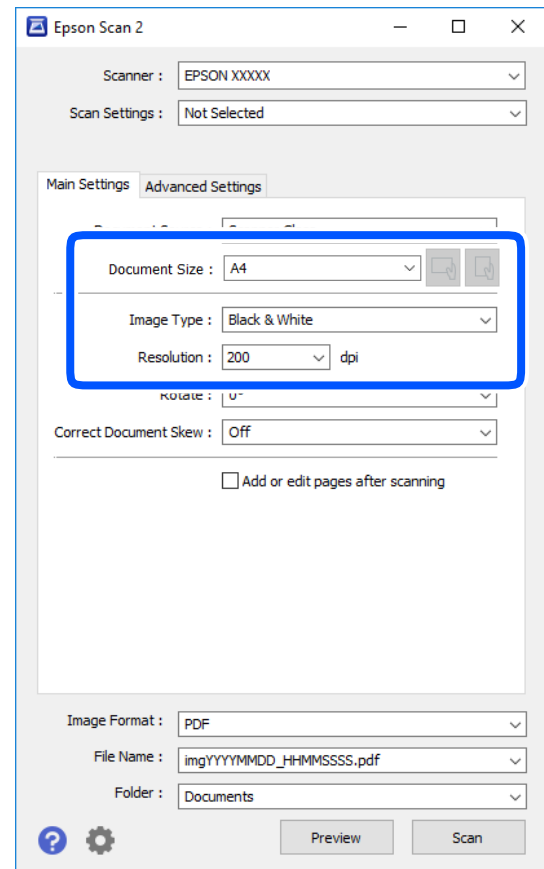 Epson Scan 2
Scanner : EPSON XXXXX
Scan Settings : Not Selected
Main Settings Advanced Settings
Document Size : A4
Image Type : Black & White
Resolution : 200 dpi
Rotate : 0°
Correct Document Skew : Off
Add or edit pages after scanning
Image Format : PDF
File Name : imgYYYYMMDD_HHMMSSSS.pdf
Folder : Documents
? Preview Scan